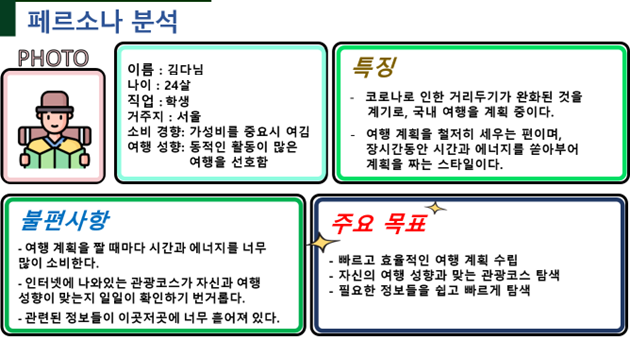 페르소나 분석
PHOTO
이름 : 김다님
나이 : 24살
직업 : 학생
거주지 : 서울
소비 경향: 가성비를 중요시 여김
여행 성향: 동적인 활동이 많은
여행을 선호함
특징
- 코로나로 인한 거리두기가 완화된 것을
계기로, 국내 여행을 계획 중이다.
- 여행 계획을 철저히 세우는 편이며,
장시간동안 시간과 에너지를 쏟아부어
계획을 짜는 스타일이다.
불편사항
- 여행 계획을 짤 때마다 시간과 에너지를 너무
많이 소비한다.
- 인터넷에 나와있는 관광코스가 자신과 여행
성향이 맞는지 일일이 확인하기 번거롭다.
- 관련된 정보들이 이곳저곳에 너무 흩어져 있다.
주요 목표
- 빠르고 효율적인 여행 계획 수립
- 자신의 여행 성향과 맞는 관광코스 탐색
- 필요한 정보들을 쉽고 빠르게 탐색